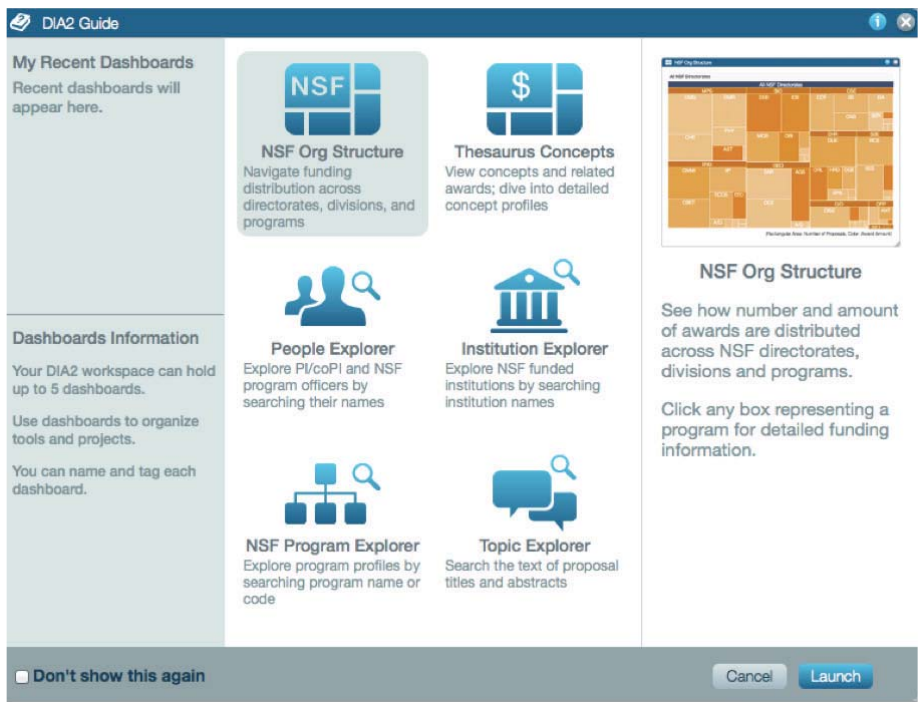 DIA2 Guide
My Recent Dashboards
Recent dashboards will
appear here.
Dashboards Information
Your DIA2 workspace can hold
up to 5 dashboards.
Use dashboards to organize
tools and projects.
You can name and tag each
dashboard.
NSF
NSF Org Structure
Navigate funding
distribution across
directorates, divisions, and
programs
$
Thesaurus Concepts
View concepts and related
awards; dive into detailed
concept profiles
People Explorer
Explore PI/coPI and NSF
program officers by
searching their names
Institution Explorer
Explore NSF funded
institutions by searching
institution names
NSF Program Explorer
Explore program profiles by
searching program name or
code
Topic Explorer
Search the text of proposal
titles and abstracts
NSF Org Structure
All NSF Directorates
All NSF Directorates
NSF Org Structure
See how number and amount
of awards are distributed
across NSF directorates,
divisions and programs.
Click any box representing a
program for detailed funding
information.
Don't show this again
Cancel
Launch